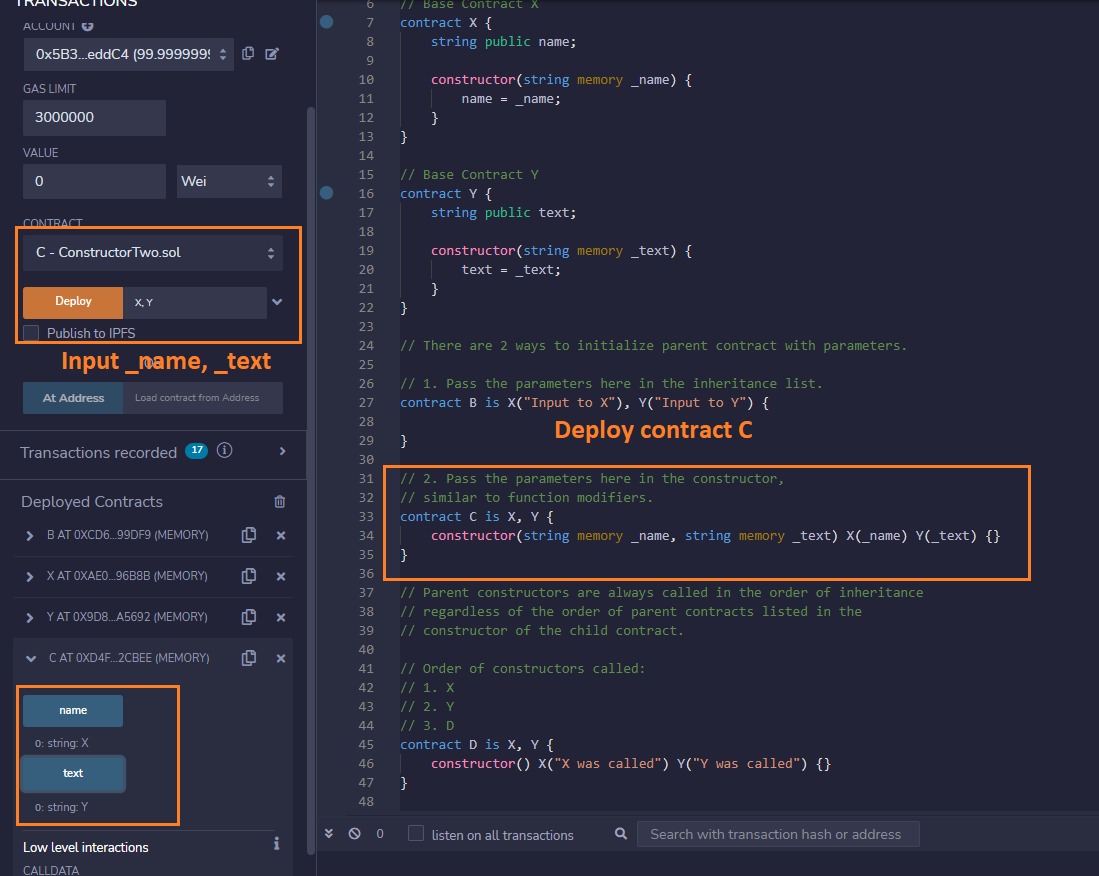 TRANSACTIONS
ACCOUNT
0x5B3...eddC4 (99.9999999
GAS LIMIT
3000000
VALUE
0
Wei
CONTRACT
C - ConstructorTwo.sol
Deploy
X, Y
Publish to IPFS
Input _name, _text
At Address
Load contract from Address
Transactions recorded
17
Deployed Contracts
B AT 0XCD6...99DF9 (MEMORY)
X AT 0XAE0...96B8B (MEMORY)
Y AT 0X9D8...A5692 (MEMORY)
C AT 0XD4F...2CBEE (MEMORY)
name
0: string: X
text
0: string: Y
Low level interactions
CALLDATA
6 // Base Contract X
7 contract X {
8 string public name;
9
10 constructor(string memory _name) {
11 name = _name;
12 }
13 }
14
15 // Base Contract Y
16 contract Y {
17 string public text;
18
19 constructor(string memory _text) {
20 text = _text;
21 }
22 }
23
24 // There are 2 ways to initialize parent contract with parameters.
25
26 // 1. Pass the parameters here in the inheritance list.
27 contract B is X("Input to X"), Y("Input to Y") {
28
Deploy contract C
29 }
30
31 // 2. Pass the parameters here in the constructor,
32 // similar to function modifiers.
33 contract C is X, Y {
34 constructor(string memory _name, string memory _text) X(_name) Y(_text) {}
35 }
36
37 // Parent constructors are always called in the order of inheritance
38 // regardless of the order of parent contracts listed in the
39 // constructor of the child contract.
40
41 // Order of constructors called:
42 // 1. X
43 // 2. Y
44 // 3. D
45 contract D is X, Y {
46 constructor() X("X was called") Y("Y was called") {}
47 }
48
0
listen on all transactions
Search with transaction hash or address